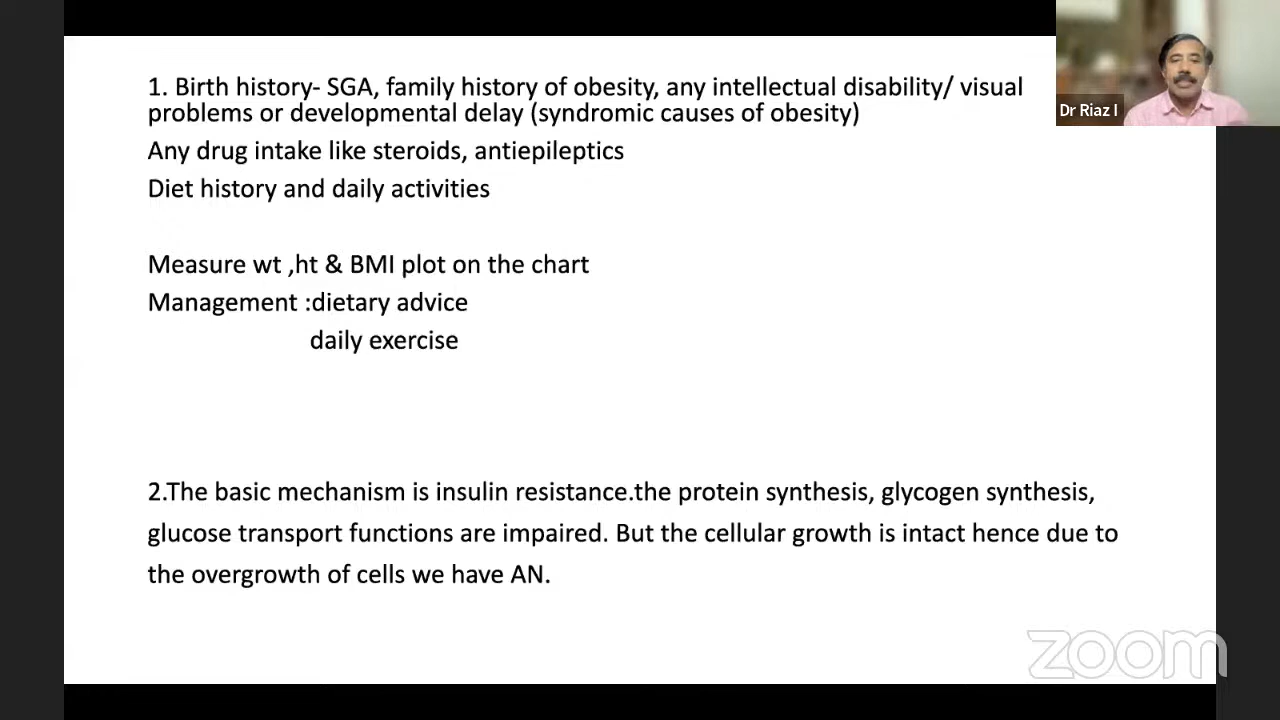 1. Birth history- SGA, family history of obesity, any intellectual disability/ visual
problems or developmental delay (syndromic causes of obesity)
Any drug intake like steroids, antiepileptics
Diet history and daily activities
Measure wt ,ht & BMI plot on the chart
Management :dietary advice
daily exercise
2.The basic mechanism is insulin resistance.the protein synthesis, glycogen synthesis,
glucose transport functions are impaired. But the cellular growth is intact hence due to
the overgrowth of cells we have AN.
Dr Riaz I
zoom